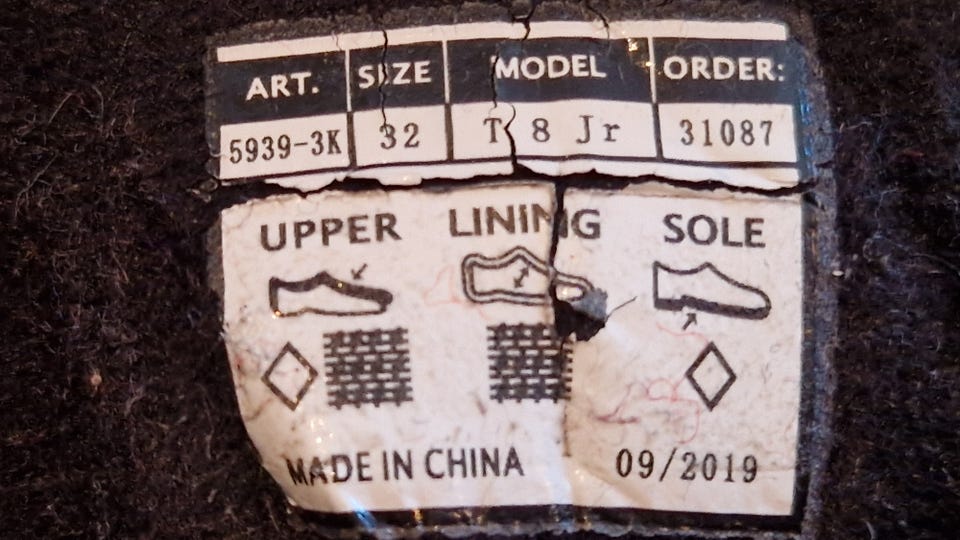 ART. SIZE MODEL ORDER:
5939-3K 32 T 8 Jr 31087
UPPER LINING SOLE
MADE IN CHINA 09/2019